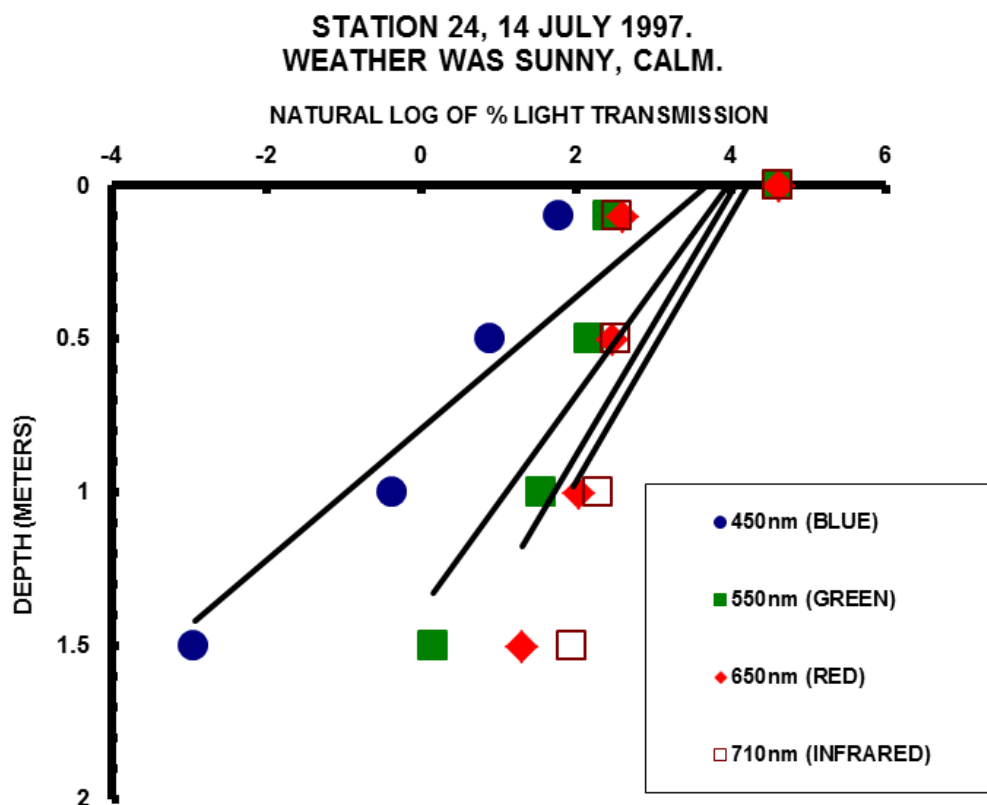 STATION 24, 14 JULY 1997.
WEATHER WAS SUNNY, CALM.
NATURAL LOG OF % LIGHT TRANSMISSION
-4 -2 0 2 4 6
0
0.5
1
1.5
2
DEPTH (METERS)
450nm (BLUE)
550nm (GREEN)
650nm (RED)
710nm (INFRARED)